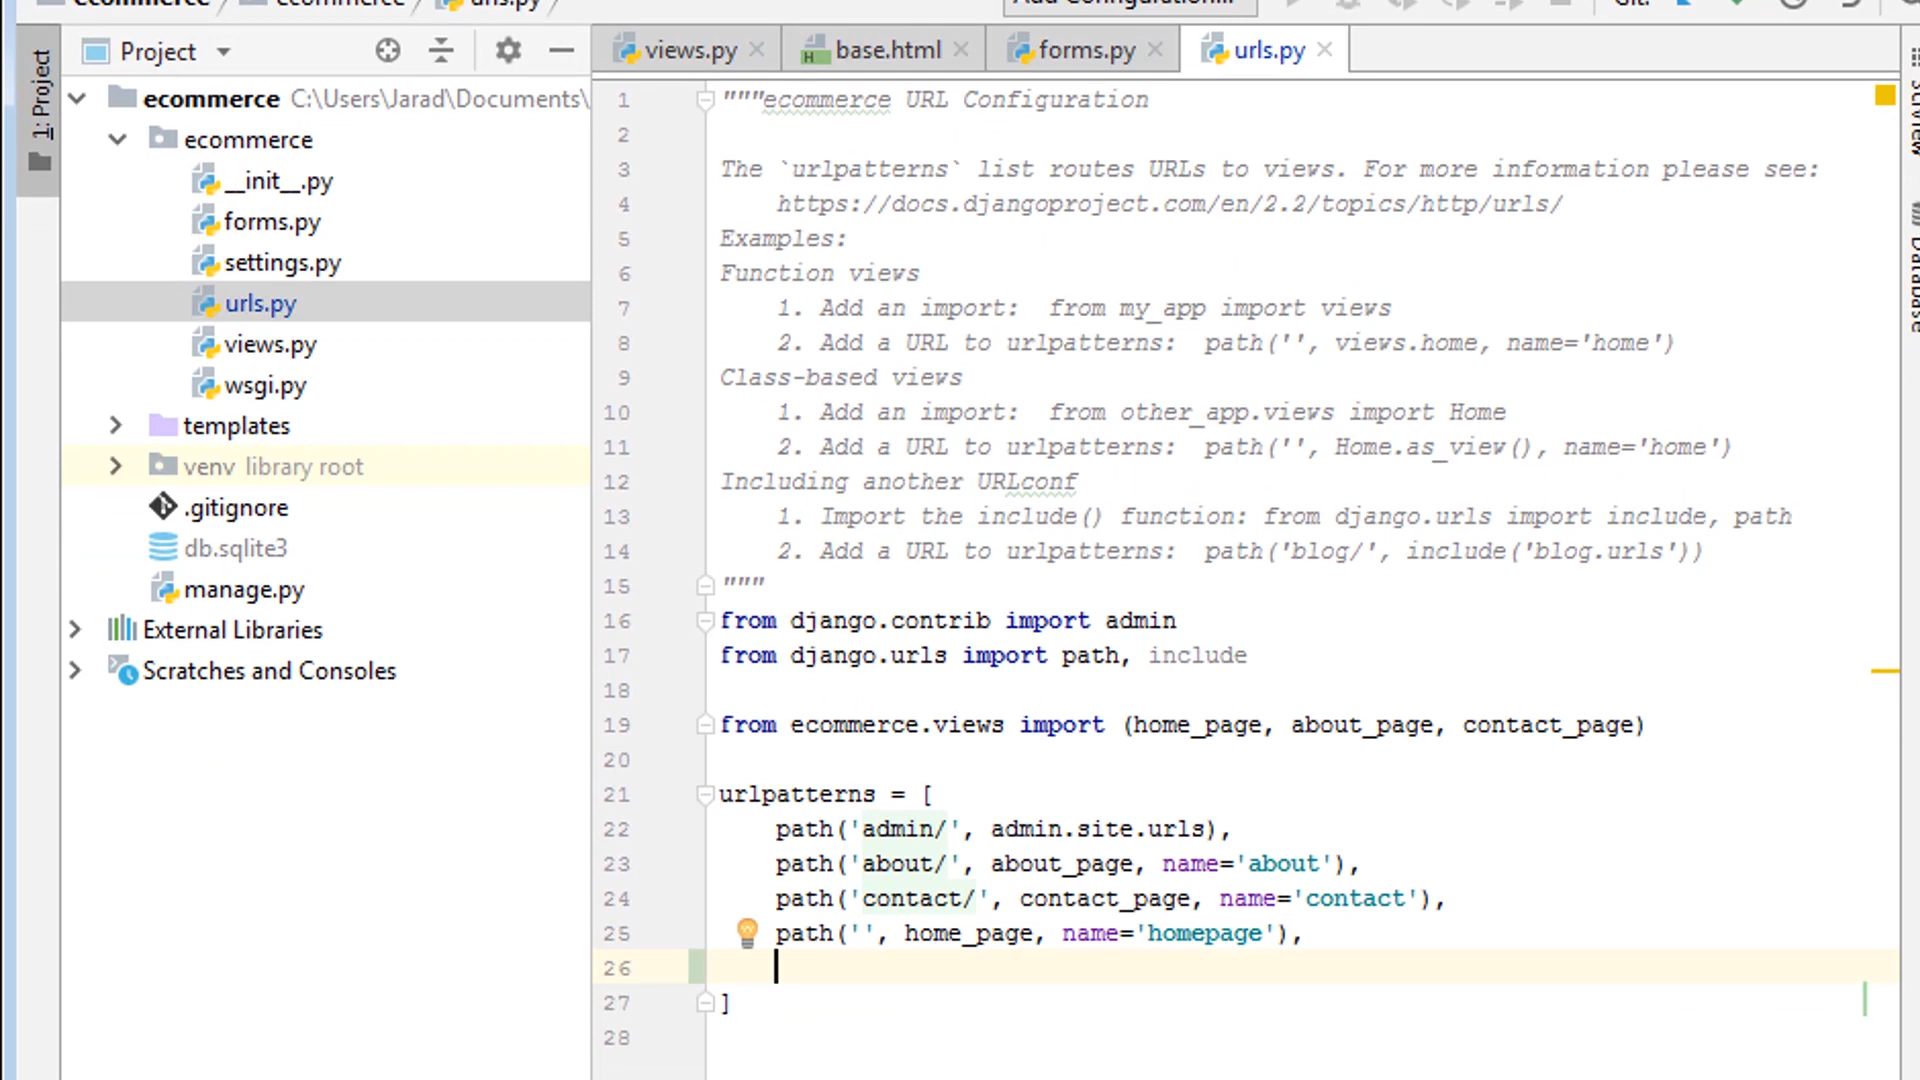 Project
views.py
base.html
forms.py
urls.py
1: Project
ecommerce C:\Users\Jarad\Documents\
ecommerce
__init__.py
forms.py
settings.py
urls.py
views.py
wsgi.py
templates
venv library root
.gitignore
db.sqlite3
manage.py
External Libraries
Scratches and Consoles
1 """ecommerce URL Configuration
2
3 The `urlpatterns` list routes URLs to views. For more information please see:
4 https://docs.djangoproject.com/en/2.2/topics/http/urls/
5 Examples:
6 Function views
7 1. Add an import:  from my_app import views
8 2. Add a URL to urlpatterns:  path('', views.home, name='home')
9 Class-based views
10 1. Add an import:  from other_app.views import Home
11 2. Add a URL to urlpatterns:  path('', Home.as_view(), name='home')
12 Including another URLconf
13 1. Import the include() function: from django.urls import include, path
14 2. Add a URL to urlpatterns:  path('blog/', include('blog.urls'))
15 """
16 from django.contrib import admin
17 from django.urls import path, include
18
19 from ecommerce.views import (home_page, about_page, contact_page)
20
21 urlpatterns = [
22 path('admin/', admin.site.urls),
23 path('about/', about_page, name='about'),
24 path('contact/', contact_page, name='contact'),
25 path('', home_page, name='homepage'),
26
27 ]
28
Database